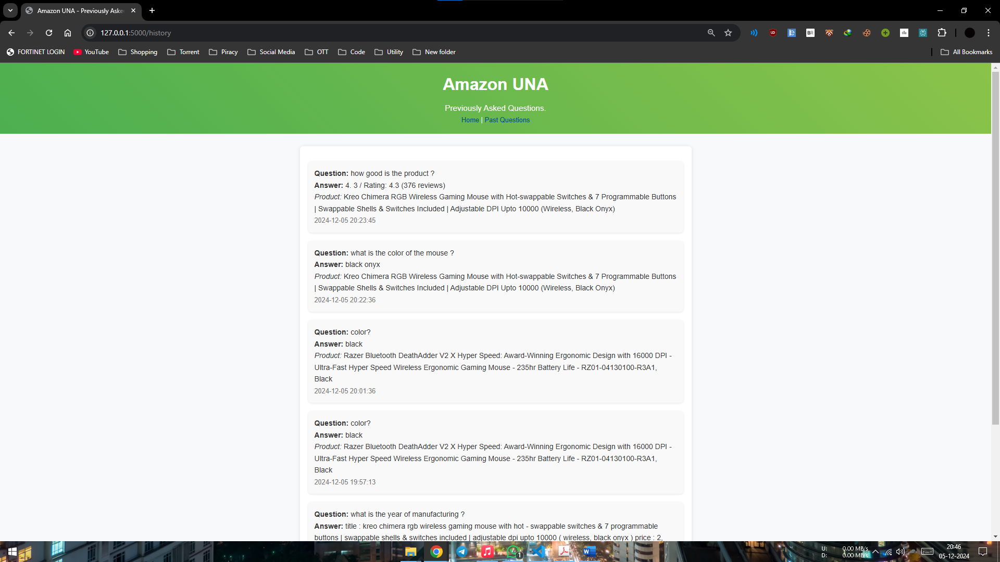 Amazon UNA - Previously Aske
127.0.0.1:5000/history
FORTINET LOGIN YouTube Shopping Torrent Piracy Social Media OTT Code Utility New folder All Bookmarks
Amazon UNA
Previously Asked Questions.
Home | Past Questions
Question: how good is the product ?
Answer: 4. 3 / Rating: 4.3 (376 reviews)
Product: Kreo Chimera RGB Wireless Gaming Mouse with Hot-swappable Switches & 7 Programmable Buttons
| Swappable Shells & Switches Included | Adjustable DPI Upto 10000 (Wireless, Black Onyx)
2024-12-05 20:23:45
Question: what is the color of the mouse ?
Answer: black onyx
Product: Kreo Chimera RGB Wireless Gaming Mouse with Hot-swappable Switches & 7 Programmable Buttons
| Swappable Shells & Switches Included | Adjustable DPI Upto 10000 (Wireless, Black Onyx)
2024-12-05 20:22:36
Question: color?
Answer: black
Product: Razer Bluetooth DeathAdder V2 X Hyper Speed: Award-Winning Ergonomic Design with 16000 DPI -
Ultra-Fast Hyper Speed Wireless Ergonomic Gaming Mouse - 235hr Battery Life - RZ01-04130100-R3A1,
Black
2024-12-05 20:01:36
Question: color?
Answer: black
Product: Razer Bluetooth DeathAdder V2 X Hyper Speed: Award-Winning Ergonomic Design with 16000 DPI -
Ultra-Fast Hyper Speed Wireless Ergonomic Gaming Mouse - 235hr Battery Life - RZ01-04130100-R3A1,
Black
2024-12-05 19:57:13
Question: what is the year of manufacturing ?
Answer: title : kreo chimera rgb wireless gaming mouse with hot - swappable switches & 7 programmable
buttons | swappable shells & switches included | adjustable dpi upto 10000 ( wireless, black onyx ) price : 2,
U: 0.00 MB/s
D: 0.00 MB/s
20:46
05-12-2024